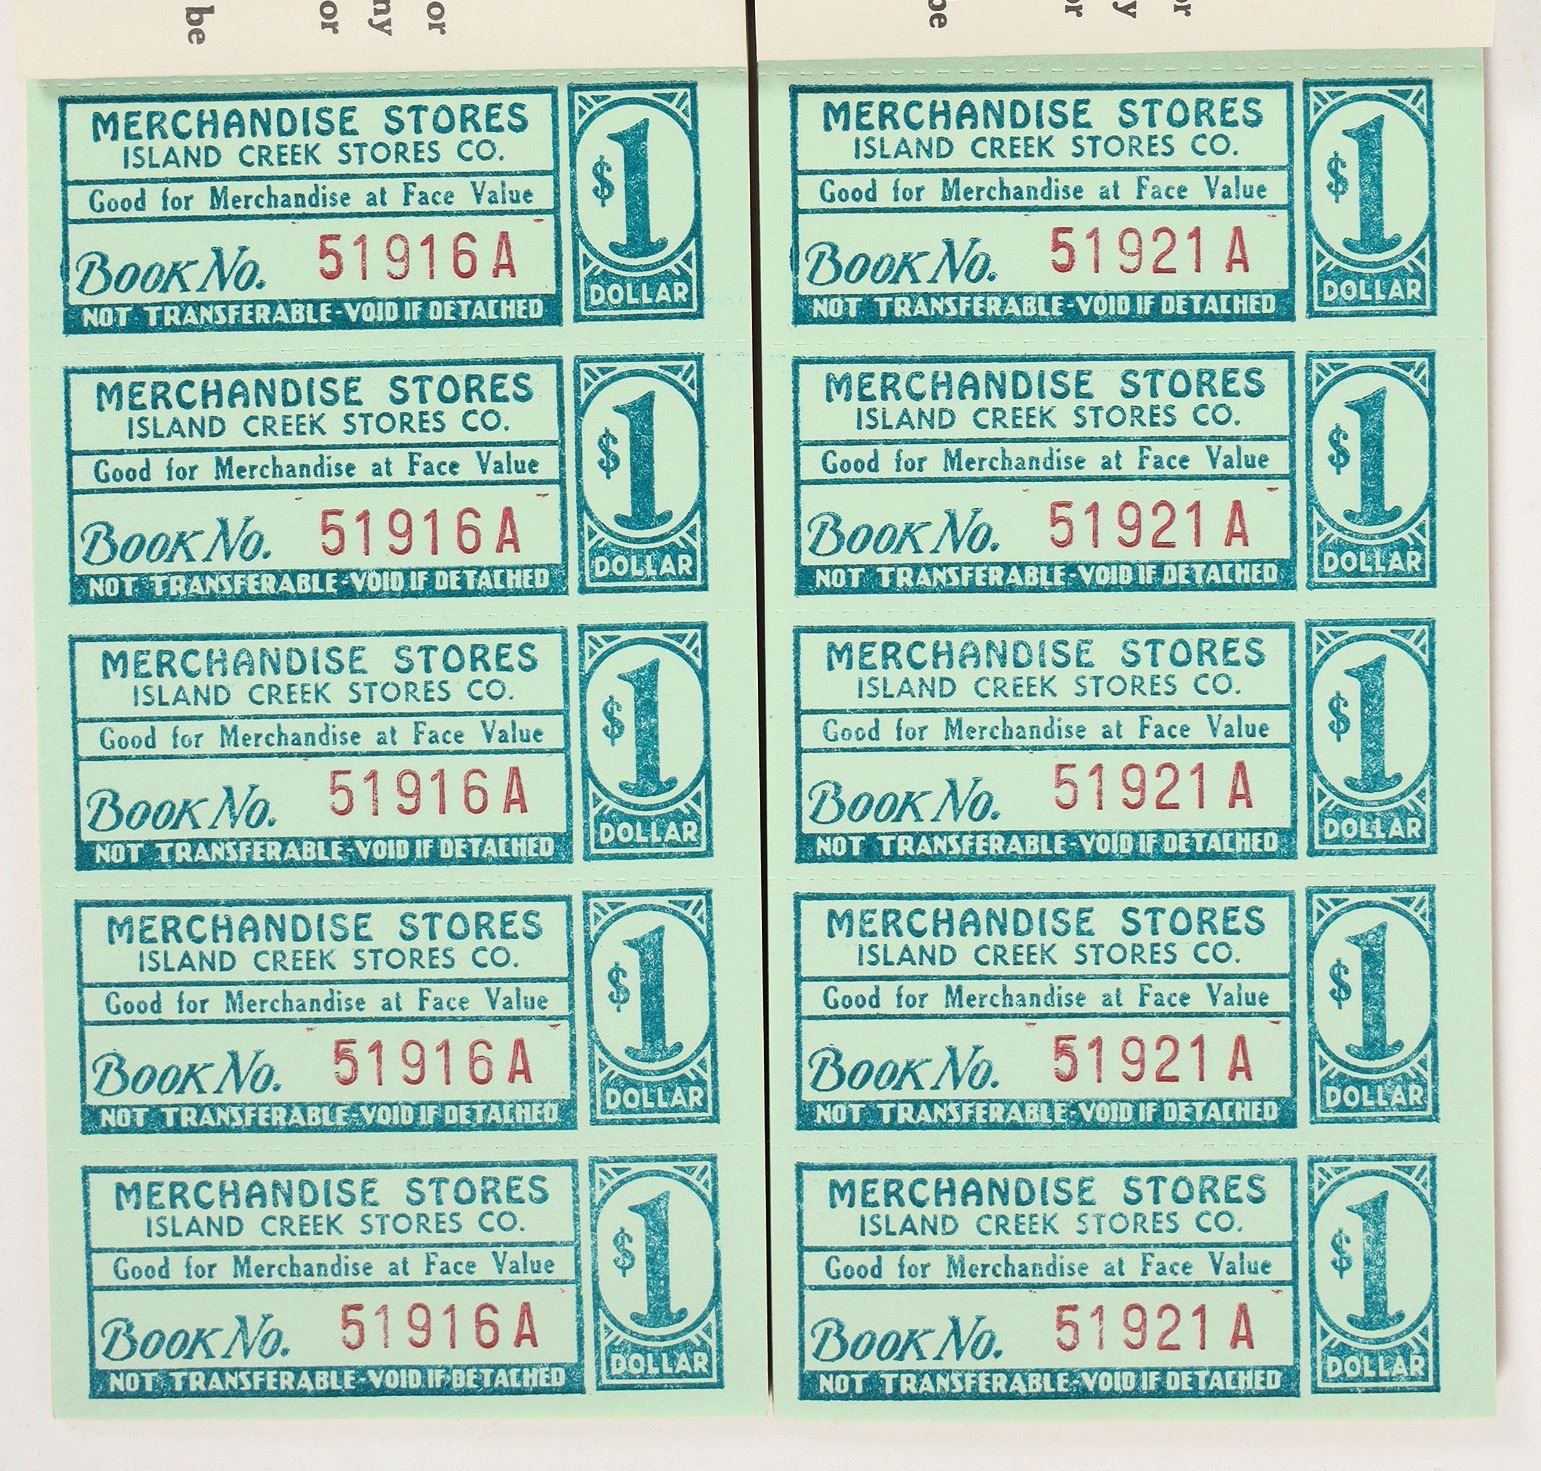 or
ny
or
be
or
y
or
be
MERCHANDISE STORES
ISLAND CREEK STORES CO.
Good for Merchandise at Face Value
Book No. 51916 A
NOT TRANSFERABLE-VOID IF DETACHED
$1
DOLLAR
MERCHANDISE STORES
ISLAND CREEK STORES CO.
Good for Merchandise at Face Value
Book No. 51916 A
NOT TRANSFERABLE-VOID IF DETACHED
$1
DOLLAR
MERCHANDISE STORES
ISLAND CREEK STORES CO.
Good for Merchandise at Face Value
Book No. 51916 A
NOT TRANSFERABLE-VOID IF DETACHED
$1
DOLLAR
MERCHANDISE STORES
ISLAND CREEK STORES CO.
Good for Merchandise at Face Value
Book No. 51916 A
NOT TRANSFERABLE-VOID IF DETACHED
$1
DOLLAR
MERCHANDISE STORES
ISLAND CREEK STORES CO.
Good for Merchandise at Face Value
Book No. 51916 A
NOT TRANSFERABLE-VOID IF DETACHED
$1
DOLLAR
MERCHANDISE STORES
ISLAND CREEK STORES CO.
Good for Merchandise at Face Value
Book No. 51921 A
NOT TRANSFERABLE-VOID IF DETACHED
$1
DOLLAR
MERCHANDISE STORES
ISLAND CREEK STORES CO.
Good for Merchandise at Face Value
Book No. 51921 A
NOT TRANSFERABLE-VOID IF DETACHED
$1
DOLLAR
MERCHANDISE STORES
ISLAND CREEK STORES CO.
Good for Merchandise at Face Value
Book No. 51921 A
NOT TRANSFERABLE-VOID IF DETACHED
$1
DOLLAR
MERCHANDISE STORES
ISLAND CREEK STORES CO.
Good for Merchandise at Face Value
Book No. 51921 A
NOT TRANSFERABLE-VOID IF DETACHED
$1
DOLLAR
MERCHANDISE STORES
ISLAND CREEK STORES CO.
Good for Merchandise at Face Value
Book No. 51921 A
NOT TRANSFERABLE-VOID IF DETACHED
$1
DOLLAR